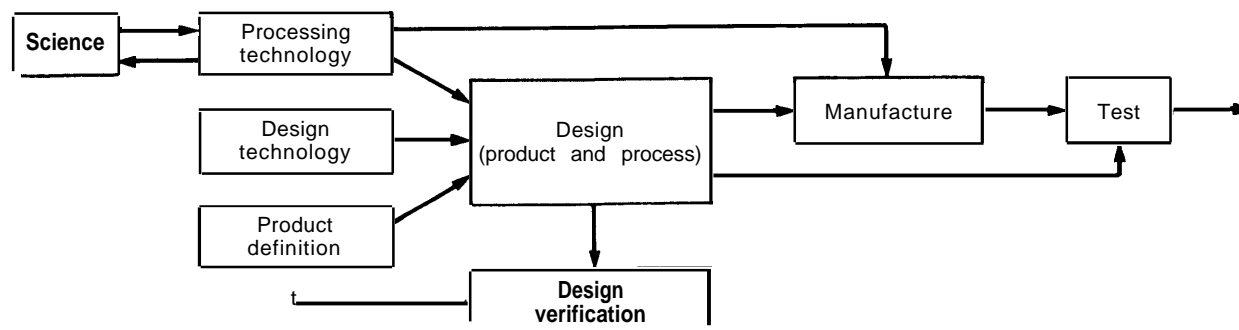 Science
Processing
technology
Design
technology
Product
definition
Design
(product and process)
Manufacture
Test
Design
verification
t